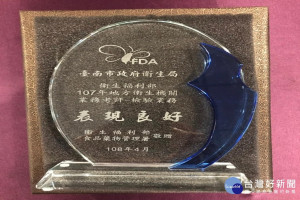 FDA
臺南市政府衛生局
衛生福利部
107年地方衛生機關
業務考評-檢驗業務
表現良好
衛生福利部
食品藥物管理署 敬贈
108年4月
台灣好新聞